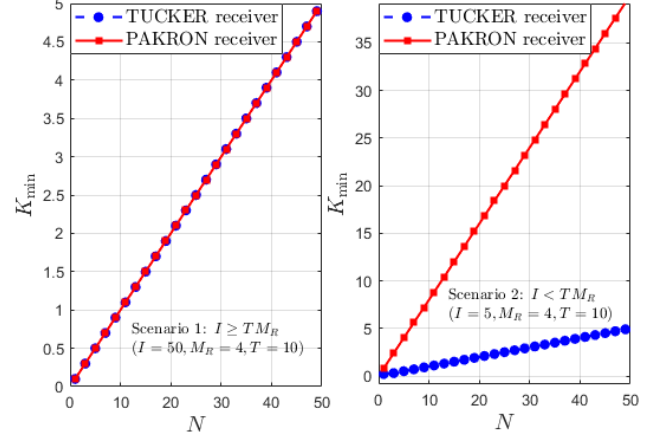 TUCKER receiver
PAKRON receiver
5
4.5
4
3.5
3
2.5
2
1.5
1
0.5
0
K_min
Scenario 1: I ≥ TM_R
(I = 50, M_R = 4, T = 10)
0 10 20 30 40 50
N
TUCKER receiver
PAKRON receiver
35
30
25
20
15
10
5
0
K_min
Scenario 2: I < TM_R
(I = 5, M_R = 4, T = 10)
0 10 20 30 40 50
N